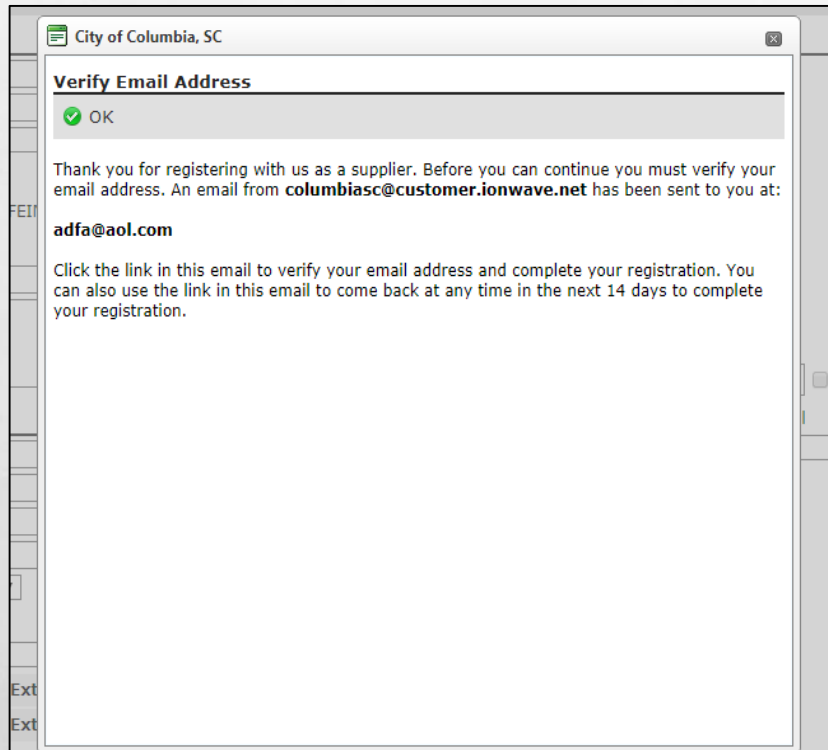 City of Columbia, SC
Verify Email Address
OK
Thank you for registering with us as a supplier. Before you can continue you must verify your
email address. An email from columbiasc@customer.ionwave.net has been sent to you at:
adfa@aol.com
Click the link in this email to verify your email address and complete your registration. You
can also use the link in this email to come back at any time in the next 14 days to complete
your registration.
Ext
Ext